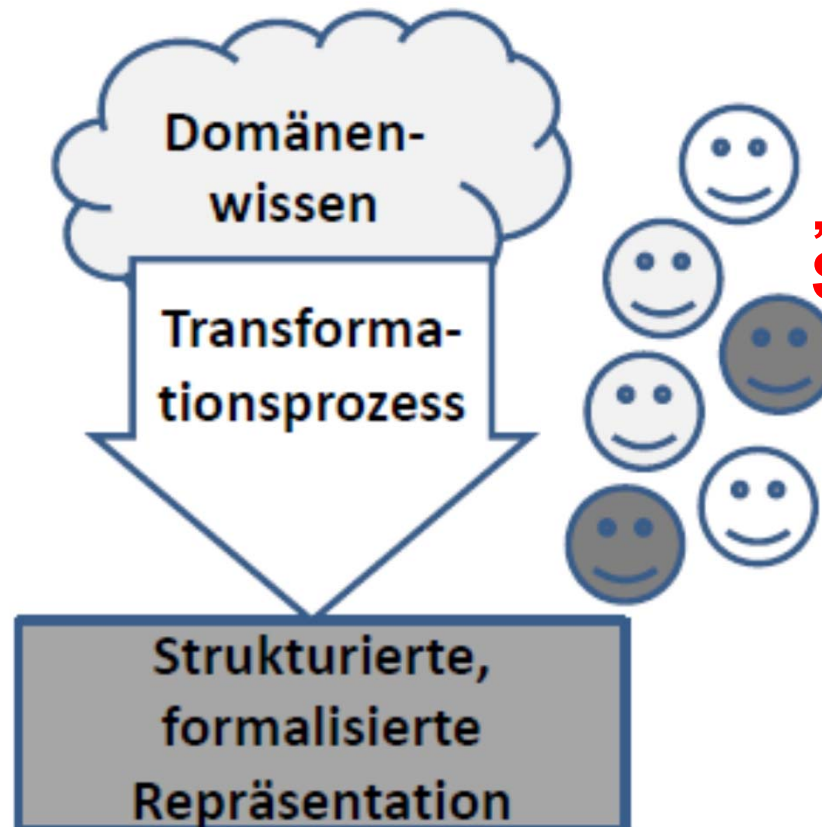 Domänen-
wissen
Transforma-
tionsprozess
Strukturierte,
formalisierte
Repräsentation